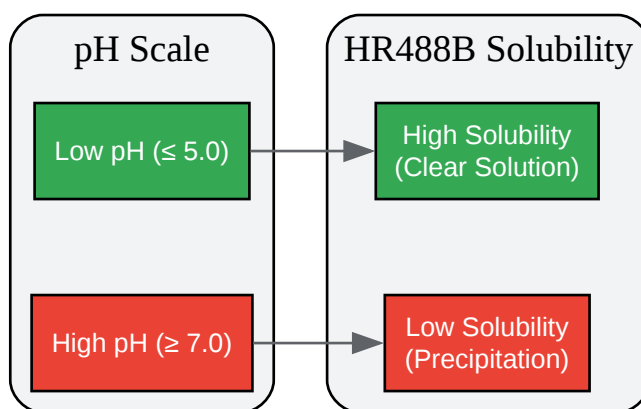 pH Scale
HR488B Solubility
Low pH (≤ 5.0)
High Solubility
(Clear Solution)
High pH (≥ 7.0)
Low Solubility
(Precipitation)